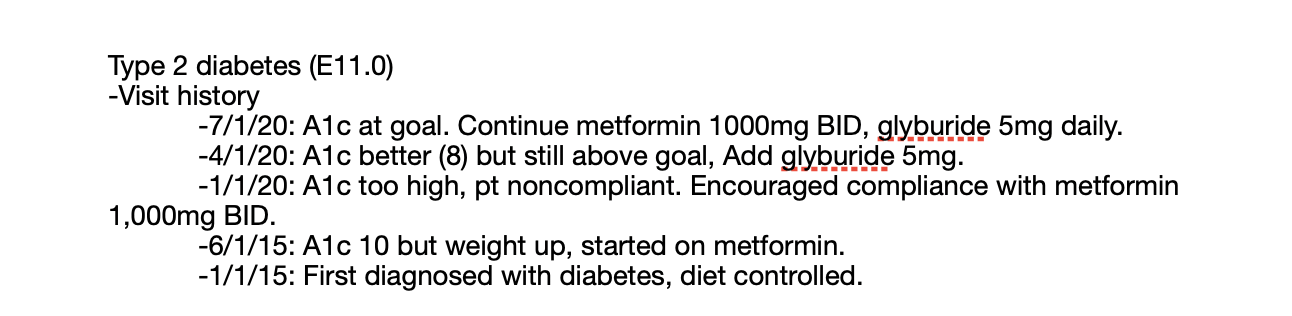 Type 2 diabetes (E11.0)
-Visit history
-7/1/20: A1c at goal. Continue metformin 1000mg BID, glyburide 5mg daily.
-4/1/20: A1c better (8) but still above goal, Add glyburide 5mg.
-1/1/20: A1c too high, pt noncompliant. Encouraged compliance with metformin
1,000mg BID.
-6/1/15: A1c 10 but weight up, started on metformin.
-1/1/15: First diagnosed with diabetes, diet controlled.